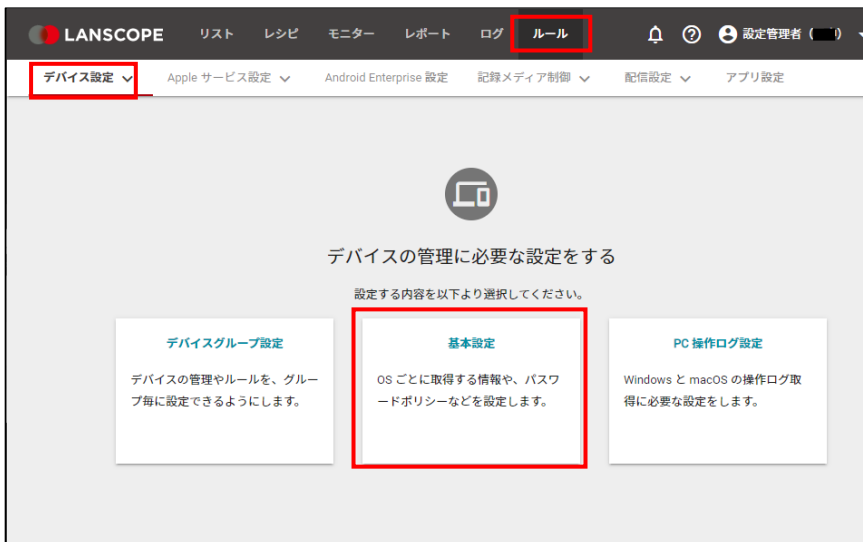 LANSCOPE リスト レシピ モニター レポート ログ ルール 設定管理者 ( )
デバイス設定 Apple サービス設定 Android Enterprise 設定 記録メディア制御 配信設定 アプリ設定
デバイスの管理に必要な設定をする
設定する内容を以下より選択してください。
デバイスグループ設定
デバイスの管理やルールを、グルー
プ毎に設定できるようにします。
基本設定
OS ごとに取得する情報や、パスワ
ードポリシーなどを設定します。
PC 操作ログ設定
Windows と macOS の操作ログ取
得に必要な設定をします。